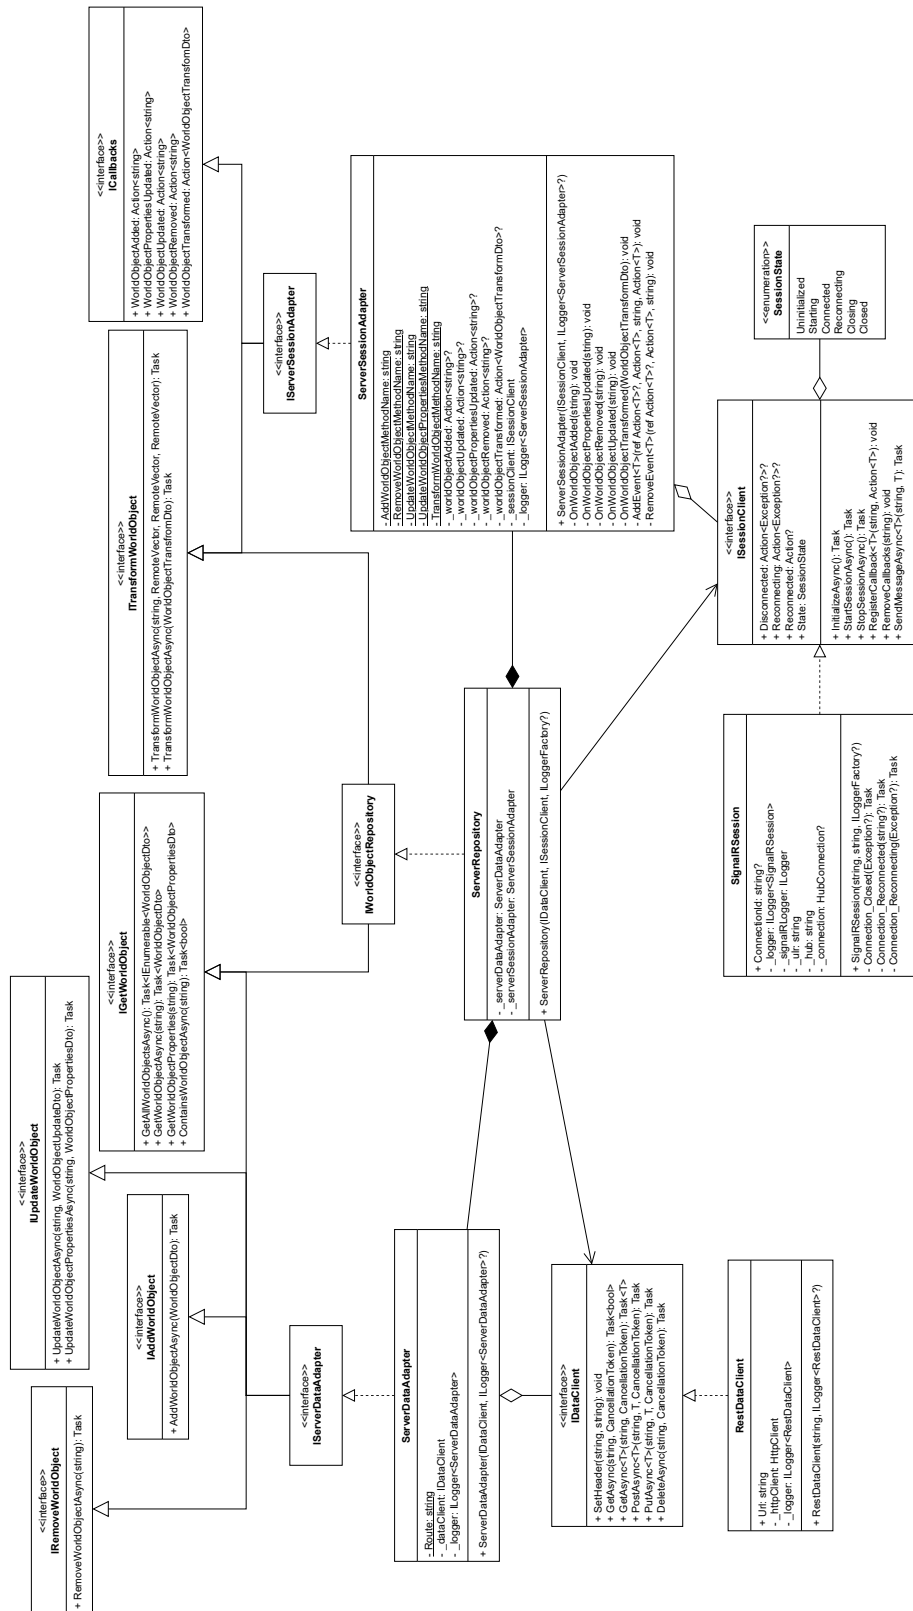 <<interface>>
IRemoveWorldObject
+ RemoveWorldObjectAsync(string): Task
<<interface>>
IUpdateWorldObject
+ UpdateWorldObjectAsync(string, WorldObjectUpdateDto): Task
+ UpdateWorldObjectPropertiesAsync(string, WorldObjectPropertiesDto): Task
<<interface>>
IAddWorldObject
+ AddWorldObjectAsync(WorldObjectDto): Task
<<interface>>
IGetWorldObject
+ GetAllWorldObjectsAsync(): Task<IEnumerable<WorldObjectDto>>
+ GetWorldObjectAsync(string): Task<WorldObjectDto>
+ GetWorldObjectProperties(string): Task<WorldObjectPropertiesDto>
+ ContainsWorldObjectAsync(string): Task<bool>
<<interface>>
ITransformWorldObject
+ TransformWorldObjectAsync(string, RemoteVector, RemoteVector, RemoteVector): Task
+ TransformWorldObjectAsync(WorldObjectTransfromDto): Task
<<interface>>
ICallbacks
+ WorldObjectAdded: Action<string>
+ WorldObjectPropertiesUpdated: Action<string>
+ WorldObjectUpdated: Action<string>
+ WorldObjectRemoved: Action<string>
+ WorldObjectTransformed: Action<WorldObjectTransformDto>
<<interface>>
IServerDataAdapter
<<interface>>
IWorldObjectRepository
<<interface>>
IServerSessionAdapter
ServerDataAdapter
- Route: string
- _dataClient: IDataClient
- _logger: ILogger<ServerDataAdapter>
+ ServerDataAdapter(IDataClient, ILogger<ServerDataAdapter>?)
ServerRepository
- _serverDataAdapter: ServerDataAdapter
- _serverSessionAdapter: ServerSessionAdapter
+ ServerRepository(IDataClient, ISessionClient, ILoggerFactory?)
ServerSessionAdapter
- AddWorldObjectMethodName: string
- RemoveWorldObjectMethodName: string
- UpdateWorldObjectMethodName: string
- UpdateWorldObjectPropertiesMethodName: string
- TransformWorldObjectMethodName: string
- _worldObjectAdded: Action<string>?
- _worldObjectUpdated: Action<string>?
- _worldObjectPropertiesUpdated: Action<string>?
- _worldObjectRemoved: Action<string>?
- _worldObjectTransformed: Action<WorldObjectTransformDto>?
- _sessionClient: ISessionClient
- _logger: ILogger<ServerSessionAdapter>
+ ServerSessionAdapter(ISessionClient, ILogger<ServerSessionAdapter>?)
- OnWorldObjectAdded(string): void
- OnWorldObjectPropertiesUpdated(string): void
- OnWorldObjectRemoved(string): void
- OnWorldObjectUpdated(string): void
- OnWorldObjectTransformed(WorldObjectTransformDto): void
- AddEvent<T>(ref Action<T>?, Action<T>, string, Action<T>): void
- RemoveEvent<T>(ref Action<T>?, Action<T>, string): void
<<interface>>
IDataClient
+ SetHeader(string, string): void
+ GetAsync(string, CancellationToken): Task<bool>
+ GetAsync<T>(string, CancellationToken): Task<T>
+ PostAsync<T>(string, T, CancellationToken): Task
+ PutAsync<T>(string, T, CancellationToken): Task
+ DeleteAsync(string, CancellationToken): Task
<<interface>>
ISessionClient
+ Disconnected: Action<Exception?>?
+ Reconnecting: Action<Exception?>?
+ Reconnected: Action?
+ State: SessionState
+ InitializeAsync(): Task
+ StartSessionAsync(): Task
+ StopSessionAsync(): Task
+ RegisterCallback<T>(string, Action<T>): void
+ RemoveCallbacks(string): void
+ SendMessageAsync<T>(string, T): Task
<<enumeration>>
SessionState
Uninitialized
Starting
Connected
Reconnecting
Closing
Closed
RestDataClient
+ Url: string
- _httpClient: HttpClient
- _logger: ILogger<RestDataClient>
+ RestDataClient(string, ILogger<RestDataClient>?)
SignalRSession
+ ConnectionId: string?
- _logger: ILogger<SignalRSession>
- _signalRLogger: ILogger
- _ulr: string
- _hub: string
- _connection: HubConnection?
+ SignalRSession(string, string, ILoggerFactory?)
- Connection_Closed(Exception?): Task
- Connection_Reconnected(string?): Task
- Connection_Reconnecting(Exception?): Task